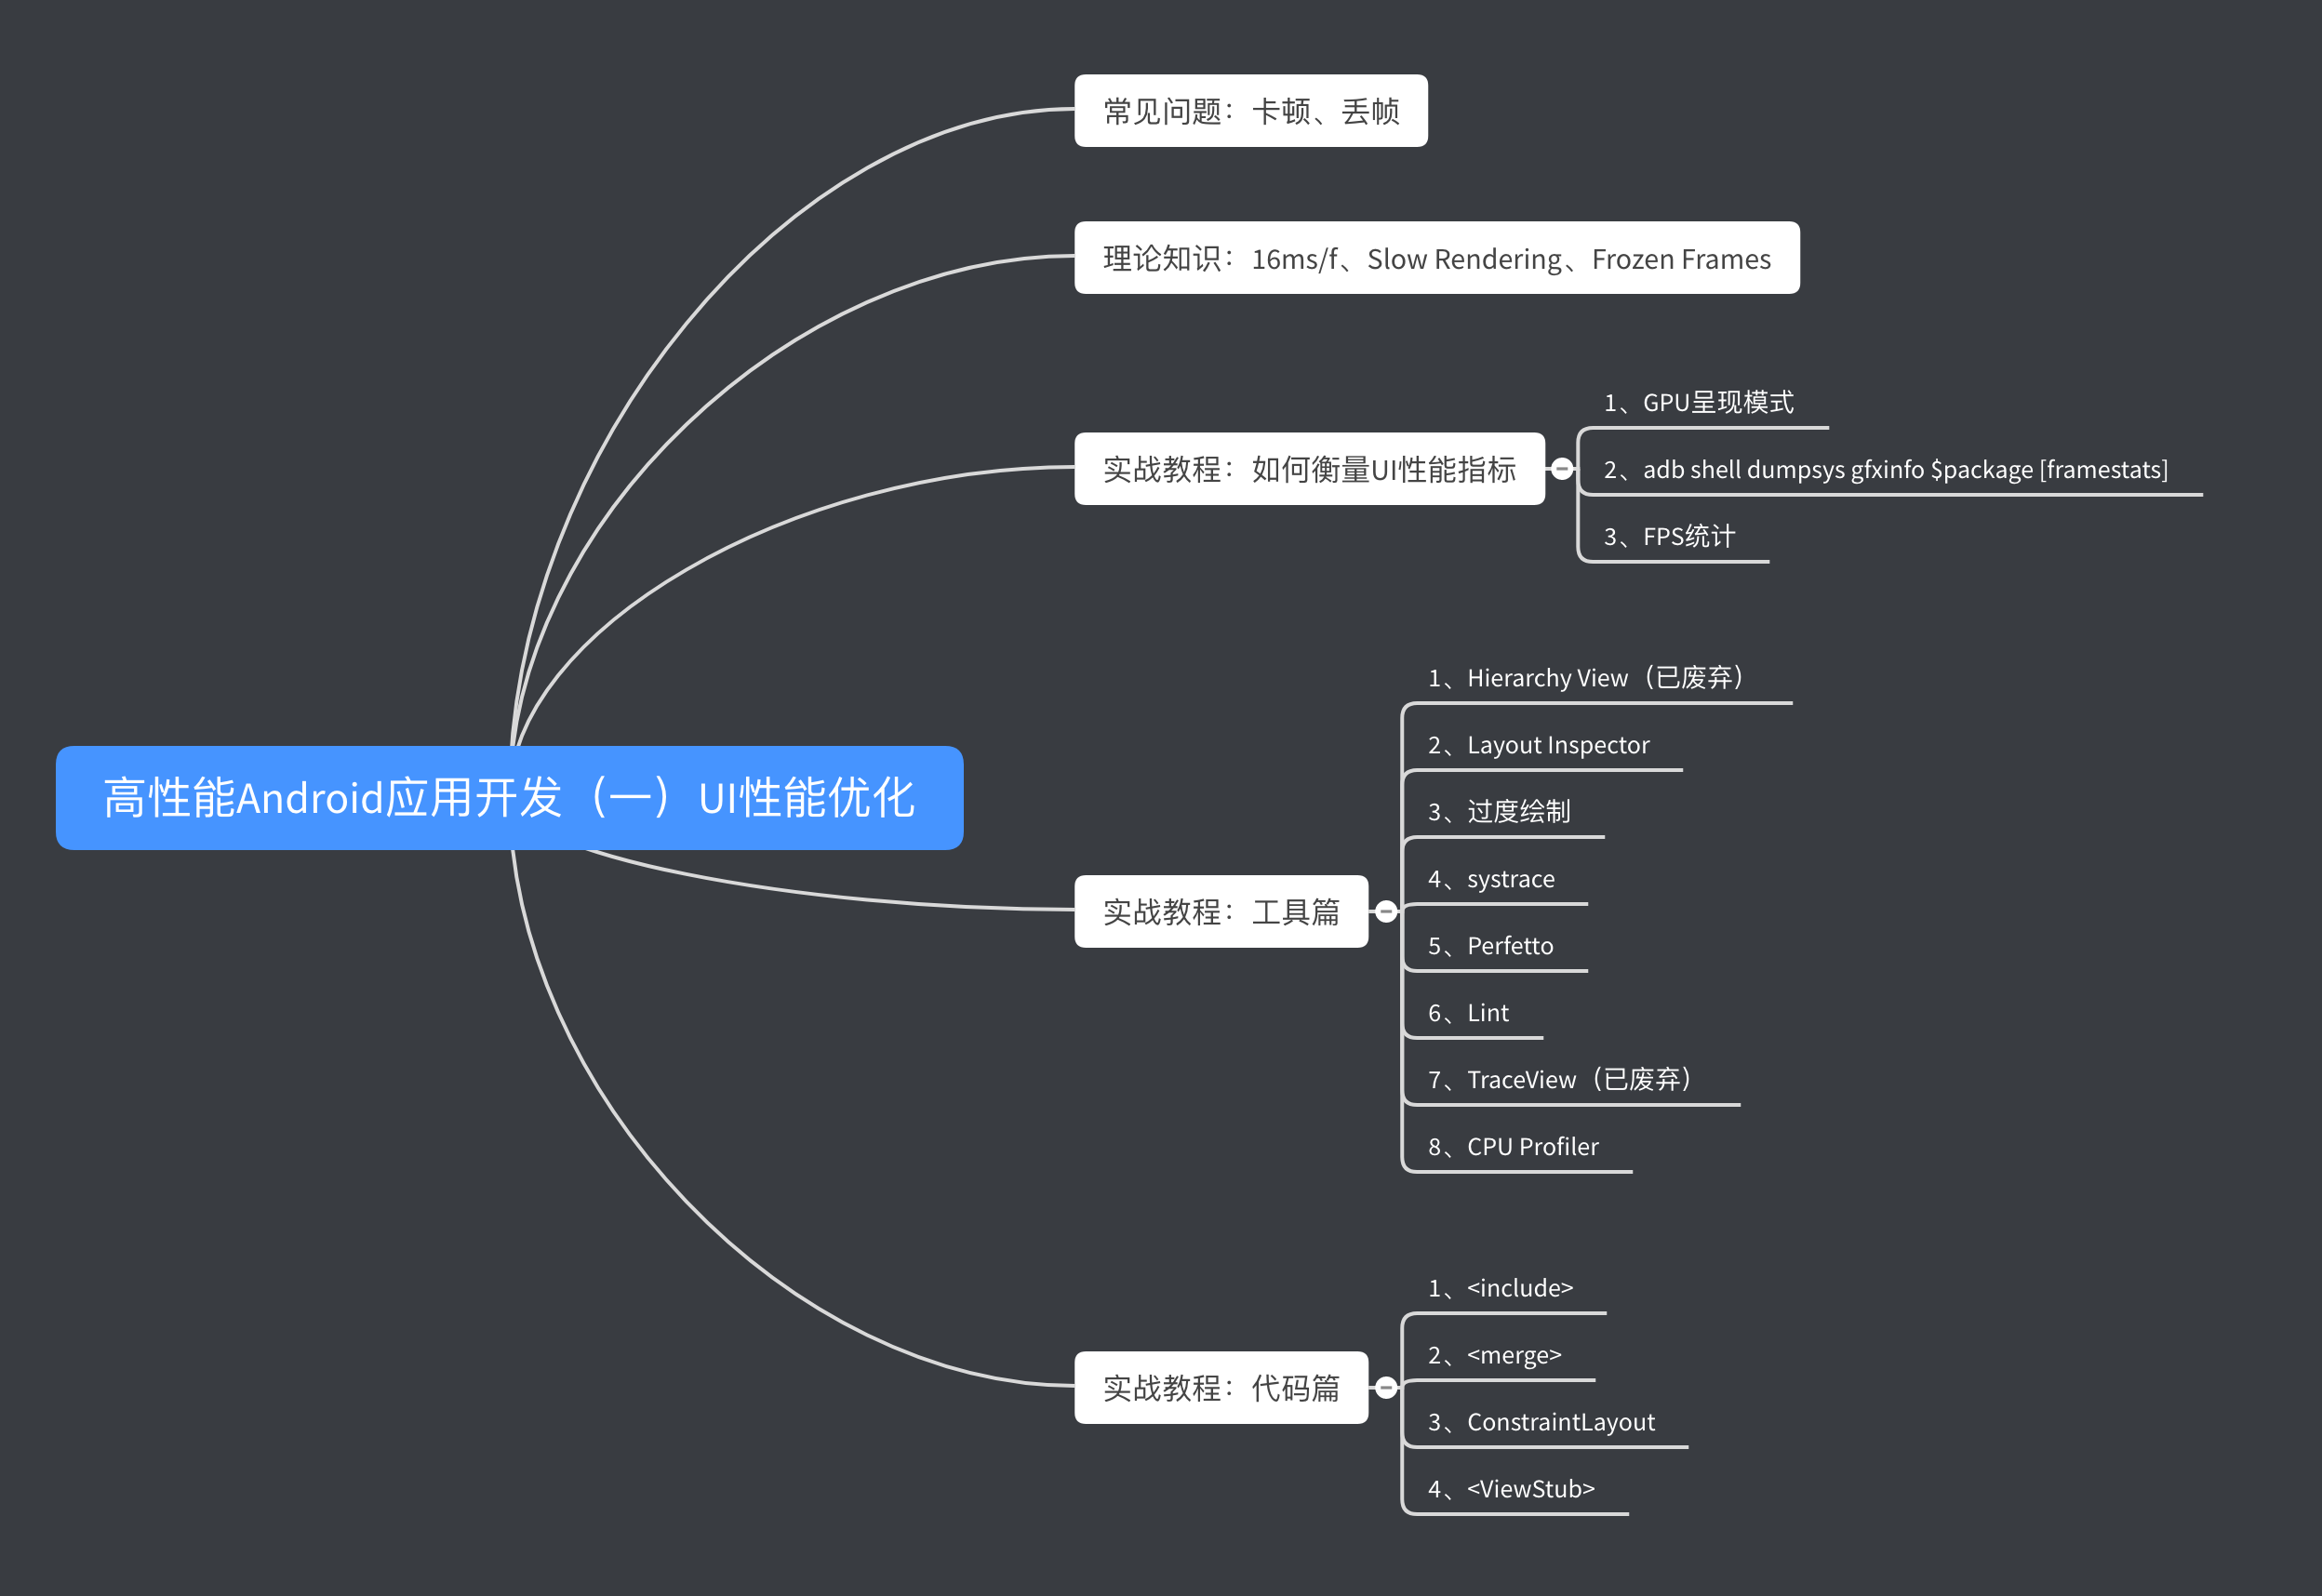 常见问题：卡顿、丢帧
理论知识：16ms/f、Slow Rendering、Frozen Frames
实战教程：如何衡量UI性能指标
1、GPU呈现模式
2、adb shell dumpsys gfxinfo $package [framestats]
3、FPS统计
高性能Android应用开发（一）UI性能优化
实战教程：工具篇
1、Hierarchy View（已废弃）
2、Layout Inspector
3、过度绘制
4、systrace
5、Perfetto
6、Lint
7、TraceView（已废弃）
8、CPU Profiler
实战教程：代码篇
1、<include>
2、<merge>
3、ConstraintLayout
4、<ViewStub>